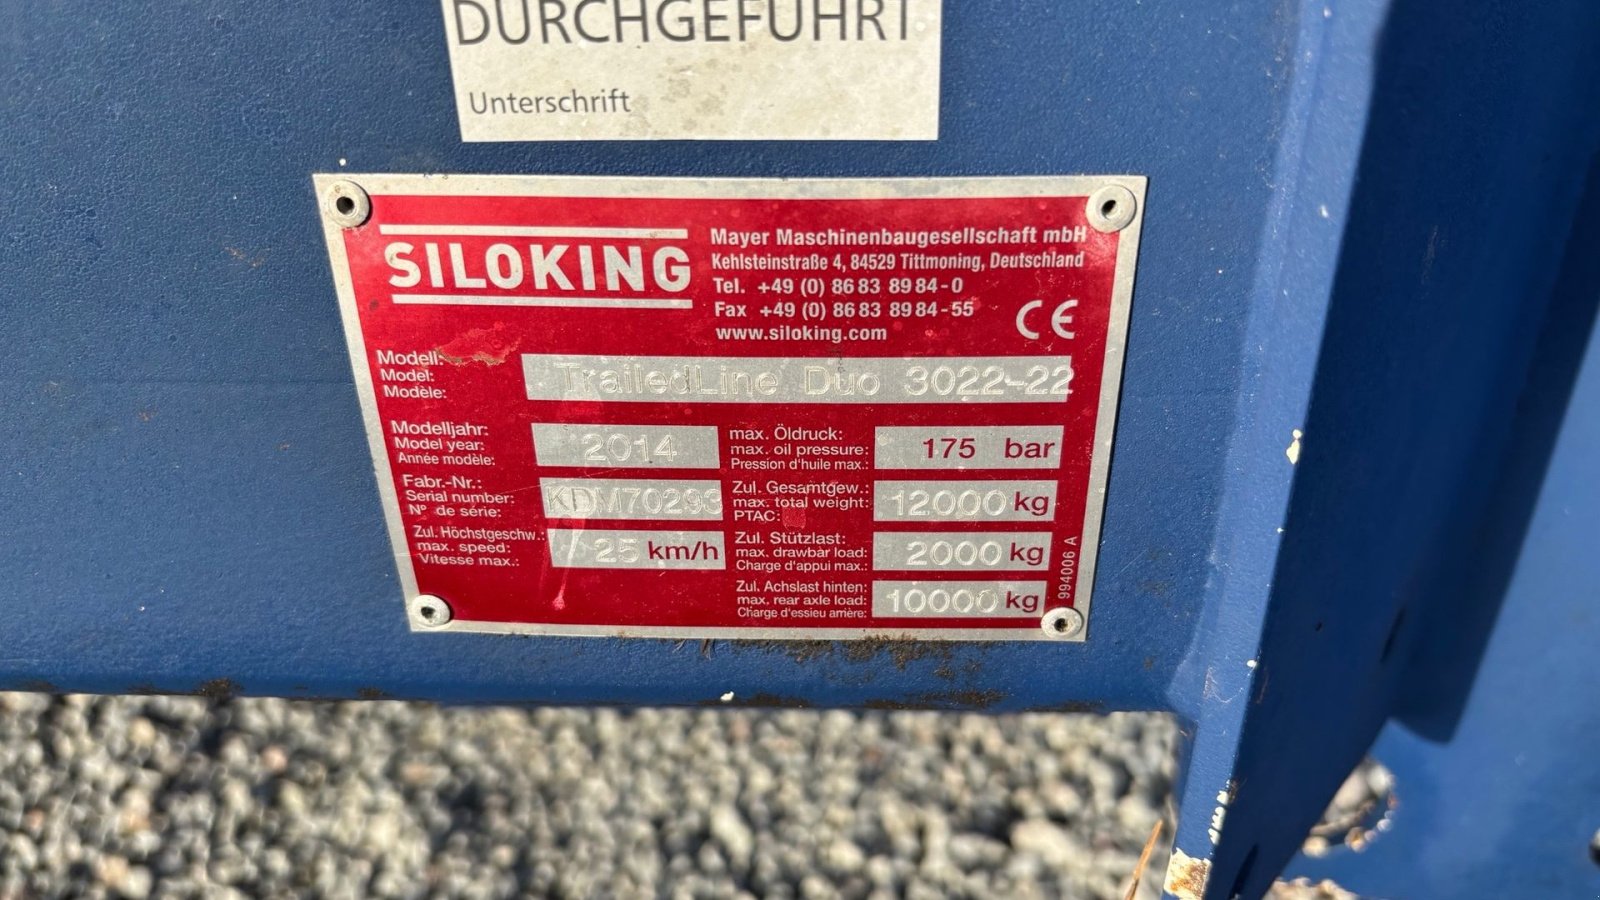 DURCHGEFÜHRT
Unterschrift
SILOKING
Mayer Maschinenbaugesellschaft mbH
Kehlsteinstraße 4, 84529 Tittmoning, Deutschland
Tel. +49 (0) 86 83 89 84-0
Fax +49 (0) 86 83 89 84-55
www.siloking.com
CE
Modell:
Model:
Modèle:
TrailedLine Duo 3022-22
Modelljahr:
Model year:
Année modèle:
2014
max. Öldruck:
max. oil pressure:
Pression d'huile max.:
175 bar
Fabr.-Nr.:
Serial number:
N° de série:
KDM70293
Zul. Gesamtgew.:
max. total weight:
PTAC:
12000 kg
Zul. Höchstgeschw.:
max. speed:
Vitesse max.:
25 km/h
Zul. Stützlast:
max. drawbar load:
Charge d'appui max.:
2000 kg
Zul. Achslast hinten:
max. rear axle load:
Charge d'essieu arrière:
10000 kg
994006 A